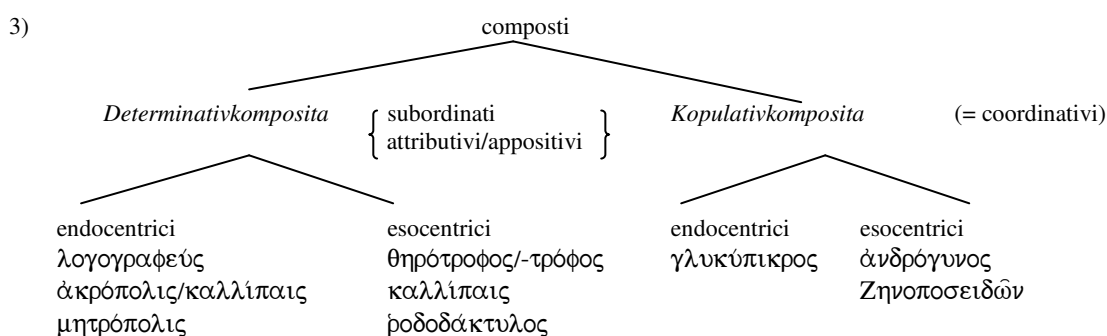 3) composti
Determinativkomposita { subordinati Kopulativkomposita (= coordinativi)
attributivi/appositivi }
endocentrici esocentrici endocentrici esocentrici
λογογραφεύς θηρότροφος/-τρόφος γλυκύπικρος ἀνδρόγυνος
ἀκρόπολις/καλλίπαις καλλίπαις Ζηνοποσειδῶν
μητρόπολις ῥοδοδάκτυλος